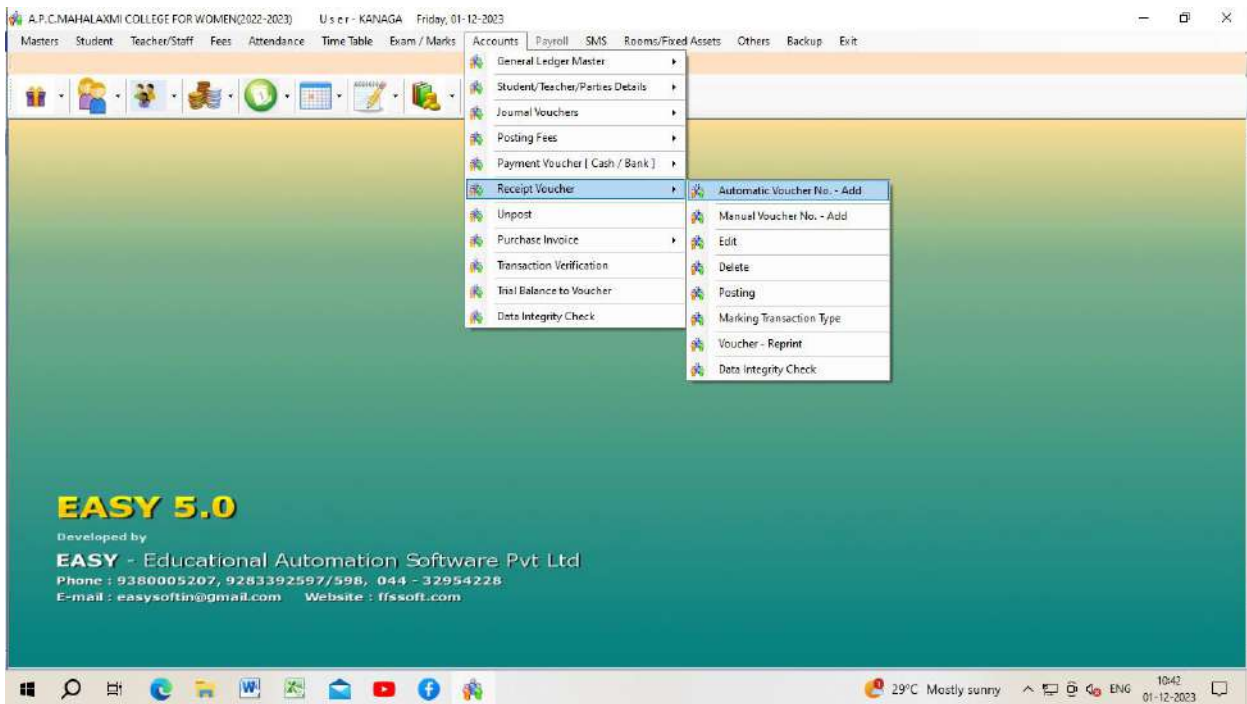 A.P.C.MAHALAXMI COLLEGE FOR WOMEN(2022-2023) U s e r - KANAGA Friday, 01-12-2023
Masters Student Teacher/Staff Fees Attendance Time Table Exam / Marks Accounts Payroll SMS Rooms/Fixed Assets Others Backup Exit
General Ledger Master
Student/Teacher/Parties Details
Journal Vouchers
Posting Fees
Payment Voucher [ Cash / Bank ]
Receipt Voucher
Unpost
Purchase Invoice
Transaction Verification
Trial Balance to Voucher
Data Integrity Check
Automatic Voucher No. - Add
Manual Voucher No. - Add
Edit
Delete
Posting
Marking Transaction Type
Voucher - Reprint
Data Integrity Check
EASY 5.0
Developed by
EASY - Educational Automation Software Pvt Ltd
Phone : 9380005207, 9283392597/598, 044 - 32954228
E-mail : easysoftin@gmail.com Website : ffssoft.com
29°C Mostly sunny ENG 10:42
01-12-2023